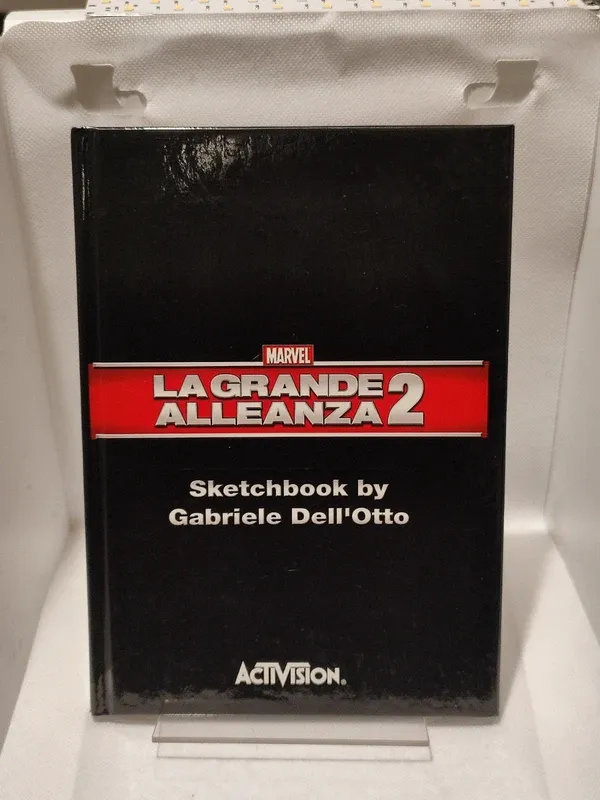 MARVEL
LA GRANDE
ALLEANZA 2
Sketchbook by
Gabriele Dell'Otto
ACTIVISION.